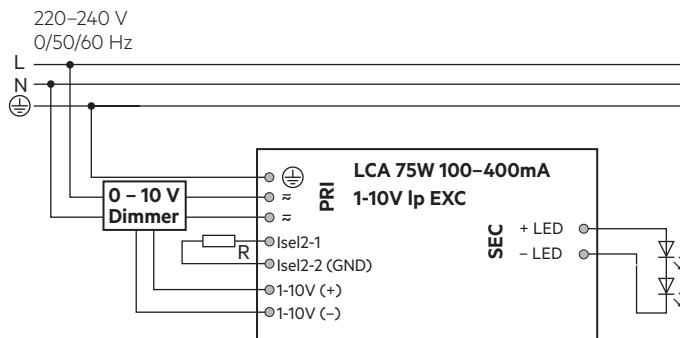 220–240 V
0/50/60 Hz
L
N
LCA 75W 100–400mA
1-10V lp EXC
PRI
0 – 10 V
Dimmer
≂
≂
Isel2-1
R
Isel2-2 (GND)
1-10V (+)
1-10V (–)
SEC
+ LED
– LED